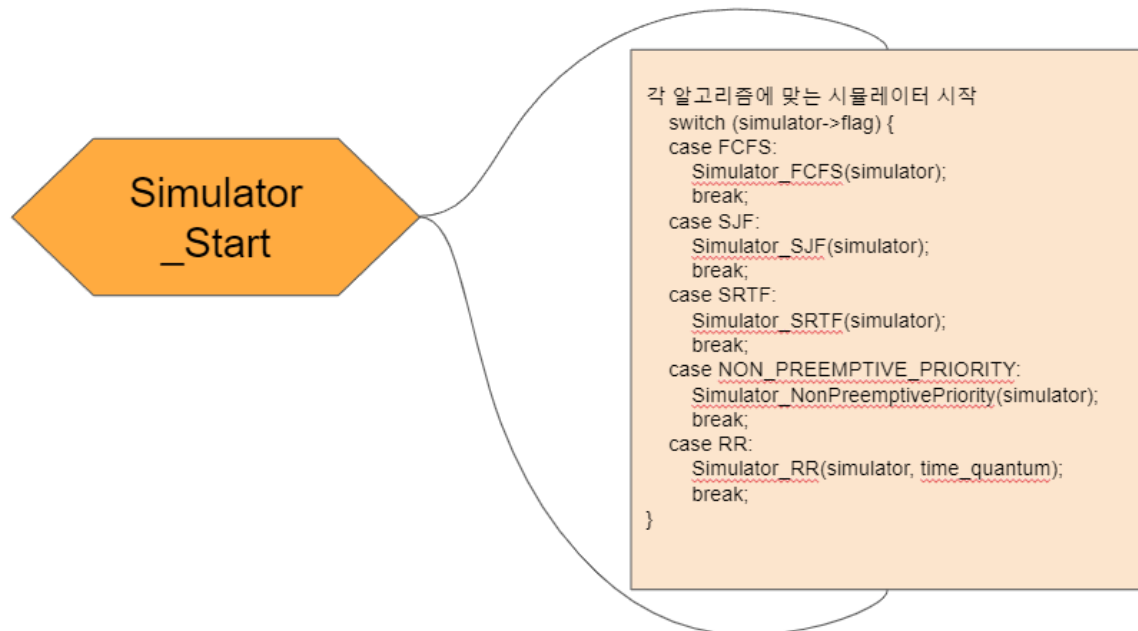 Simulator
_Start
각 알고리즘에 맞는 시뮬레이터 시작
switch (simulator->flag) {
case FCFS:
Simulator_FCFS(simulator);
break;
case SJF:
Simulator_SJF(simulator);
break;
case SRTF:
Simulator_SRTF(simulator);
break;
case NON_PREEMPTIVE_PRIORITY:
Simulator_NonPreemptivePriority(simulator);
break;
case RR:
Simulator_RR(simulator, time_quantum);
break;
}